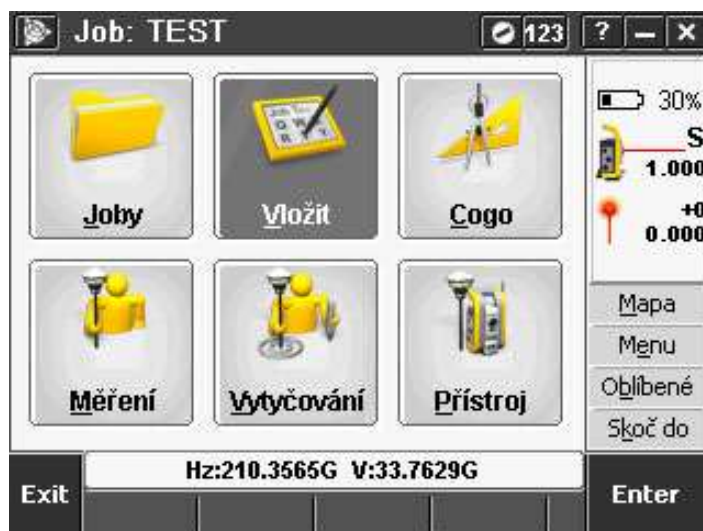 Job: TEST
123
?
30%
S
1.000
+0
0.000
Joby
Vložit
Cogo
Měření
Vytyčování
Přístroj
Mapa
Menu
Oblíbené
Skoč do
Hz:210.3565G V:33.7629G
Exit
Enter